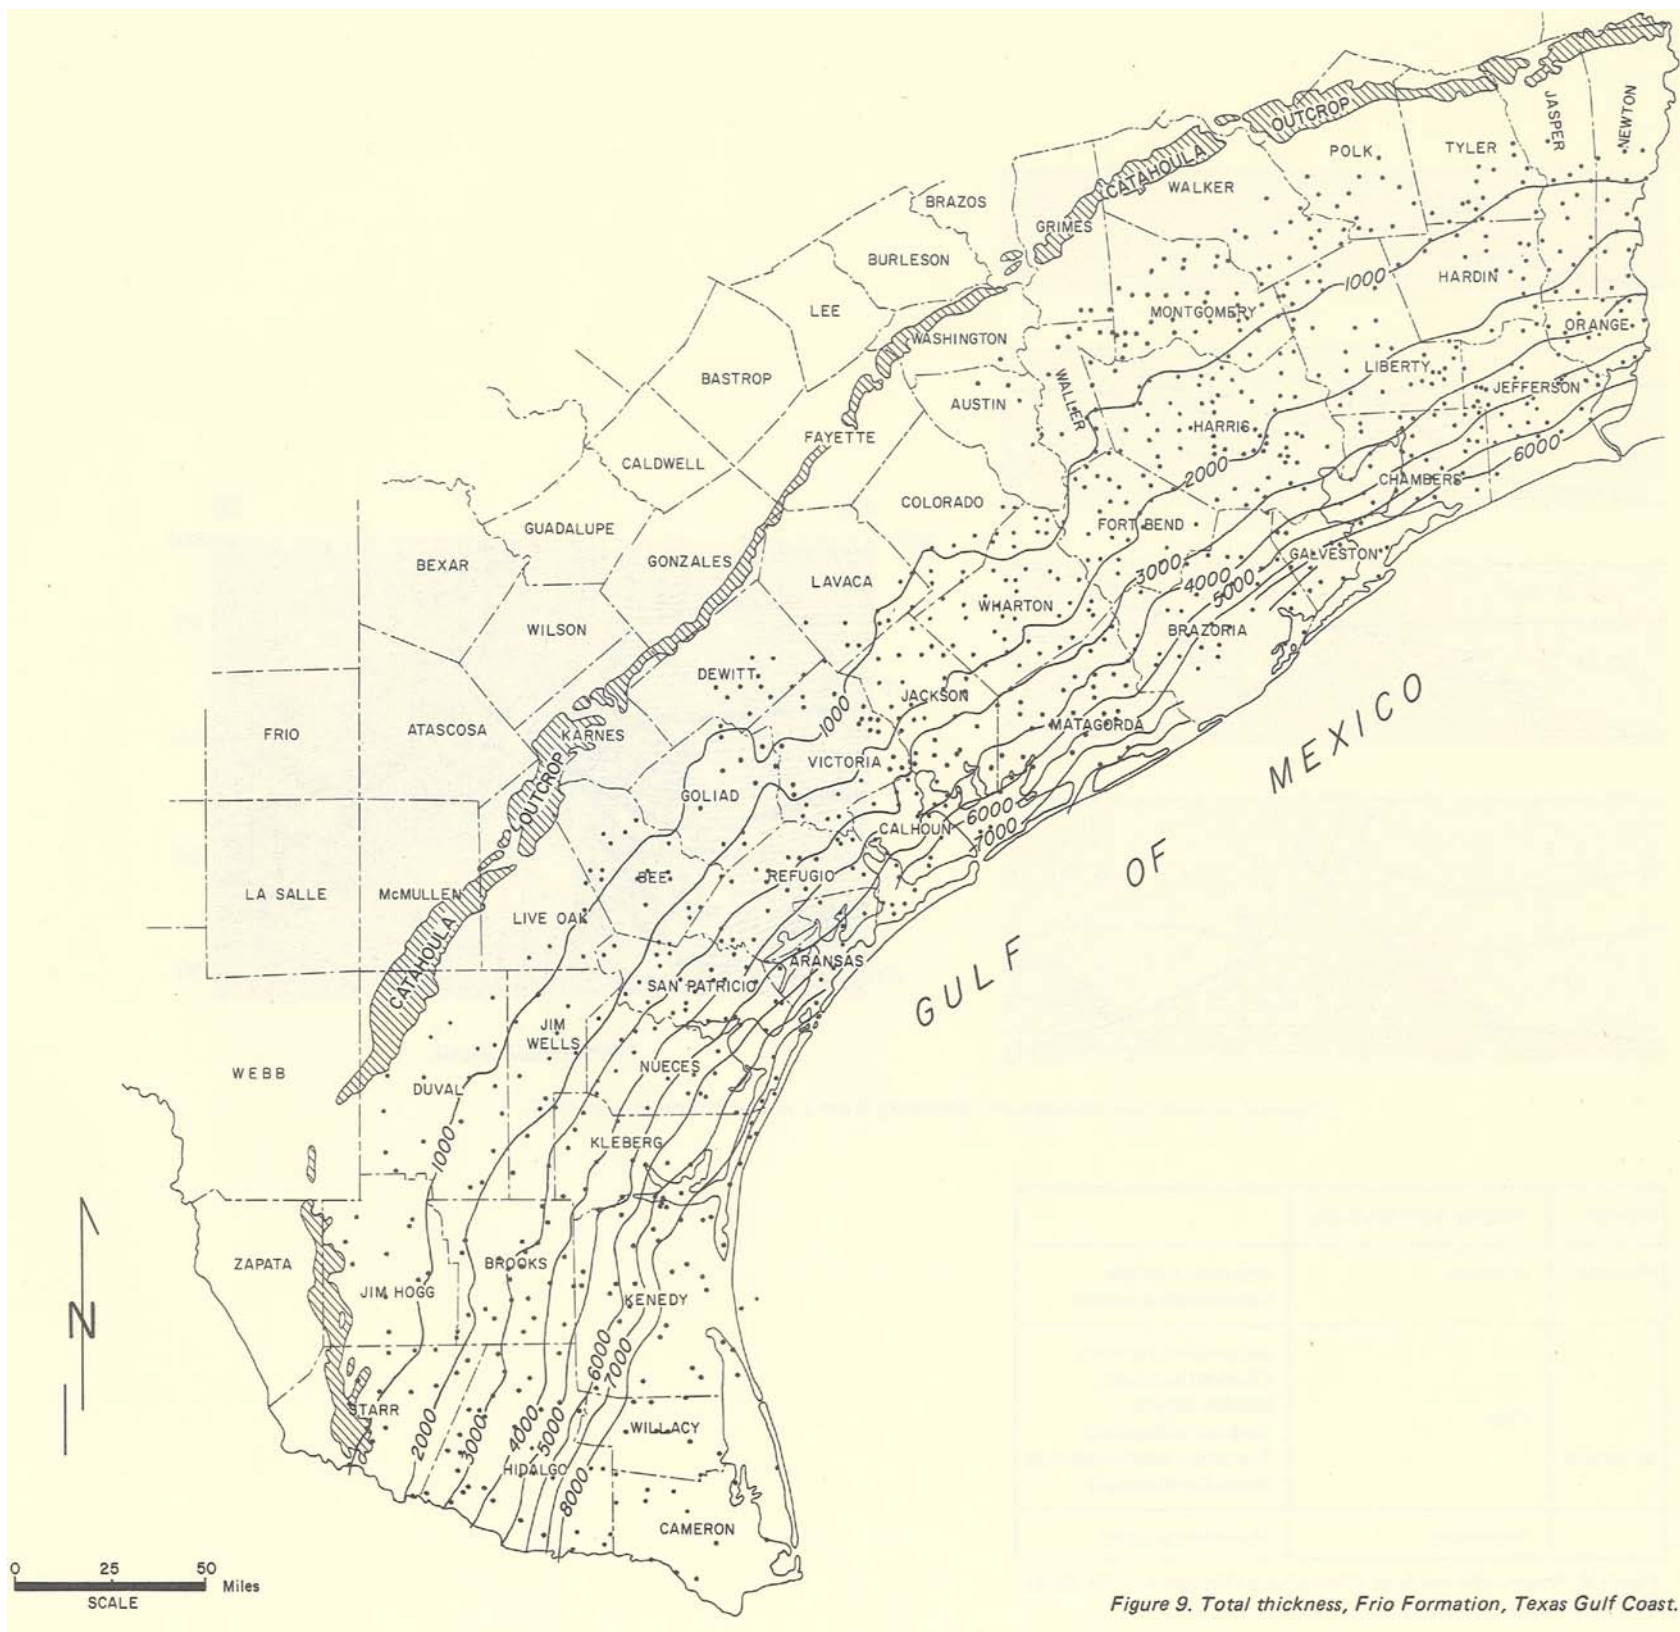 OUTCROP
JASPER
NEWTON
POLK
TYLER
CATAHOULA
WALKER
BRAZOS
GRIMES
BURLESON
1000
HARDIN
LEE
MONTGOMERY
WASHINGTON
ORANGE
BASTROP
WALLER
LIBERTY
JEFFERSON
AUSTIN
HARRIS
FAYETTE
6000
CALDWELL
2000
CHAMBERS
COLORADO
GUADALUPE
FORT BEND
GONZALES
GALVESTON
BEXAR
LAVACA
3000
4000
5000
WHARTON
WILSON
BRAZORIA
DEWITT
JACKSON
1000
MATAGORDA
FRIO
ATASCOSA
KARNES
VICTORIA
OUTCROP
GOLIAD
6000
7000
CALHOUN
GULF OF MEXICO
LA SALLE
McMULLEN
BEE
REFUGIO
LIVE OAK
CATAHOULA
ARANSAS
SAN PATRICIO
JIM
WELLS
NUECES
WEBB
DUVAL
1000
KLEBERG
ZAPATA
BROOKS
JIM HOGG
KENEDY
N
6000
7000
STARR
2000
3000
4000
5000
WILLACY
HIDALGO
8000
CAMERON
0 25 50
Miles
SCALE
Figure 9. Total thickness, Frio Formation, Texas Gulf Coast.